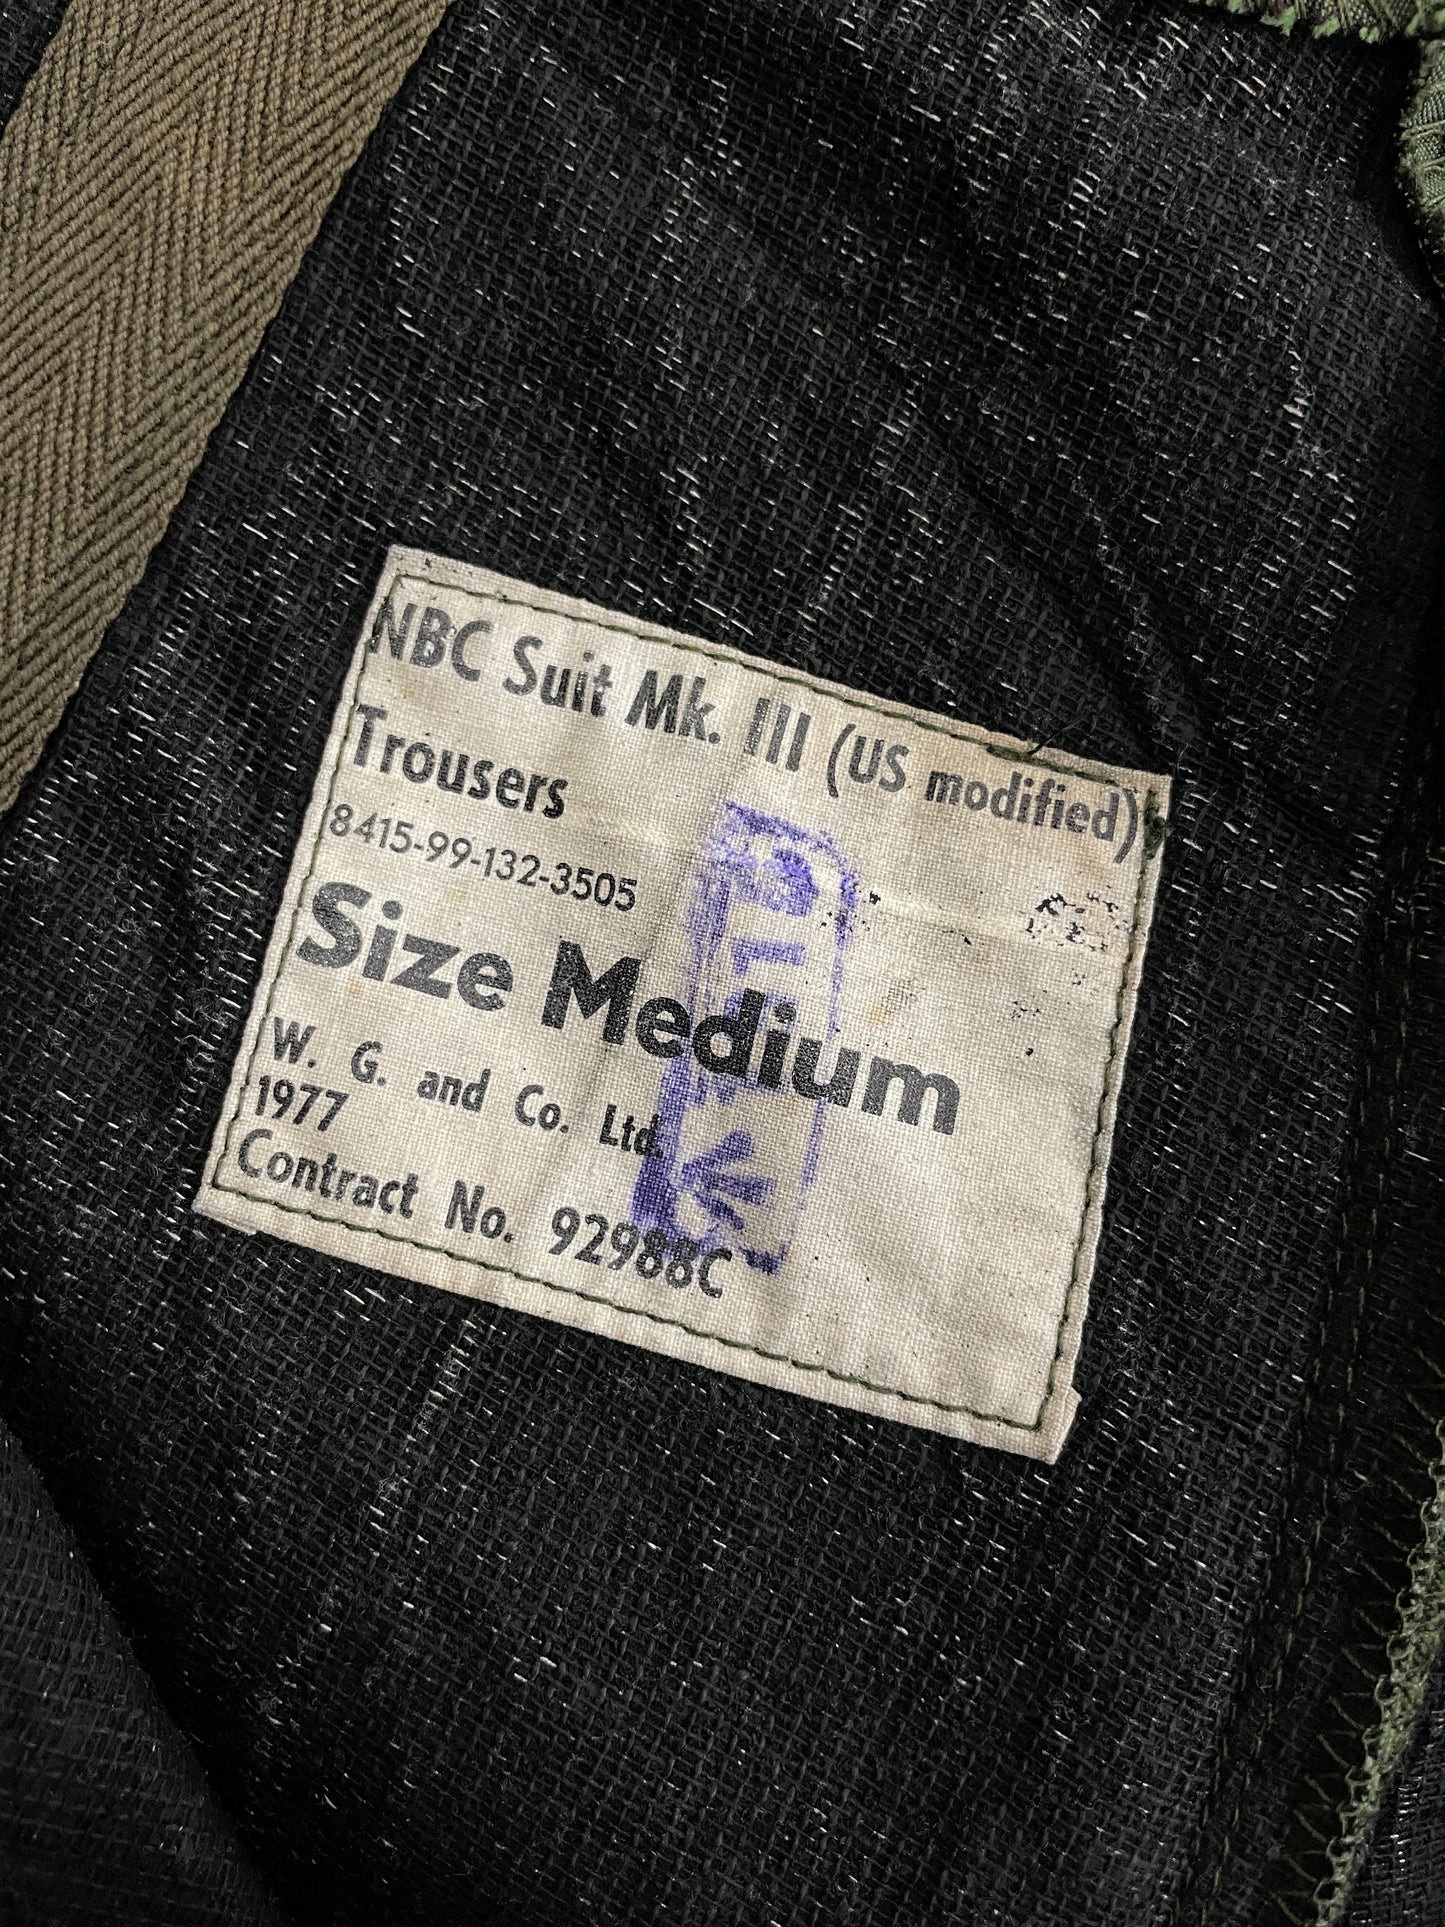 NBC Suit Mk. III (US modified)
Trousers
8415-99-132-3505
Size Medium
W. G. and Co. Ltd.
1977
Contract No. 92988C